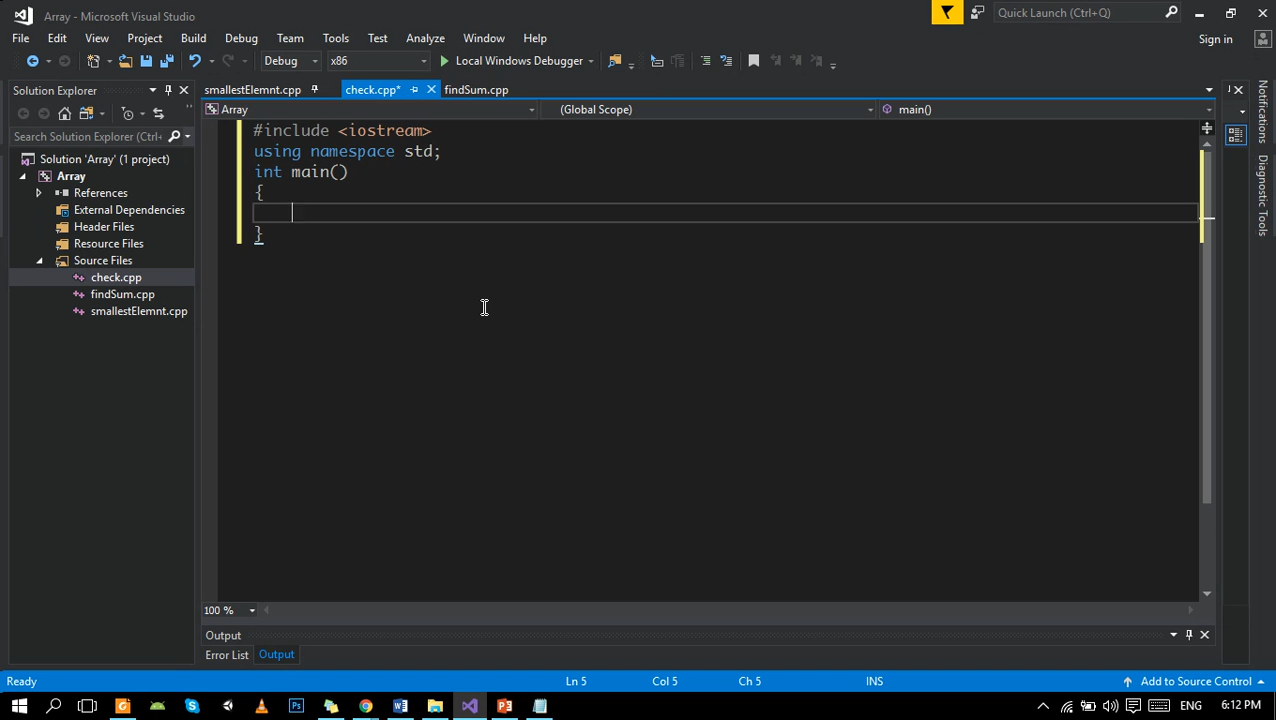 Array - Microsoft Visual Studio
Quick Launch (Ctrl+Q)
File Edit View Project Build Debug Team Tools Test Analyze Window Help
Sign in
Debug x86 Local Windows Debugger
Solution Explorer
smallestElemnt.cpp check.cpp* findSum.cpp
Array (Global Scope) main()
Search Solution Explorer (Ctrl+
Solution 'Array' (1 project)
Array
References
External Dependencies
Header Files
Resource Files
Source Files
check.cpp
findSum.cpp
smallestElemnt.cpp
#include <iostream>
using namespace std;
int main()
{
}
Notifications
Diagnostic Tools
100 %
Output
Error List Output
Ready Ln 5 Col 5 Ch 5 INS Add to Source Control
6:12 PM